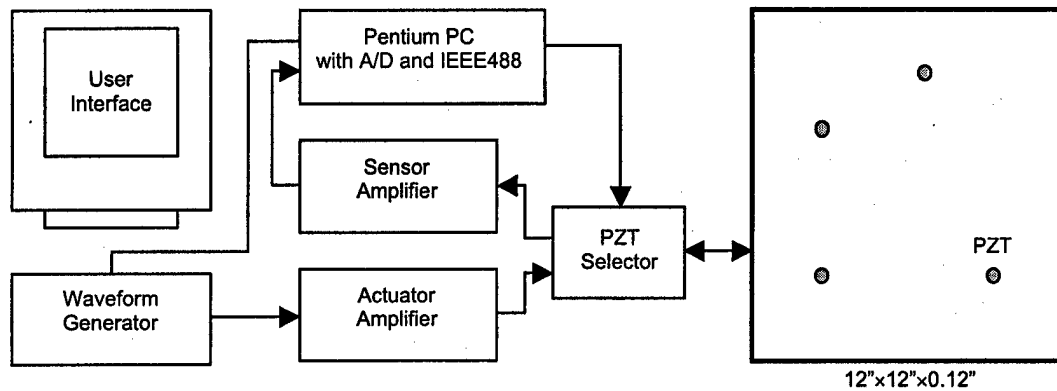 User
Interface
Pentium PC
with A/D and IEEE488
Sensor
Amplifier
PZT
Selector
PZT
Waveform
Generator
Actuator
Amplifier
12"×12"×0.12"